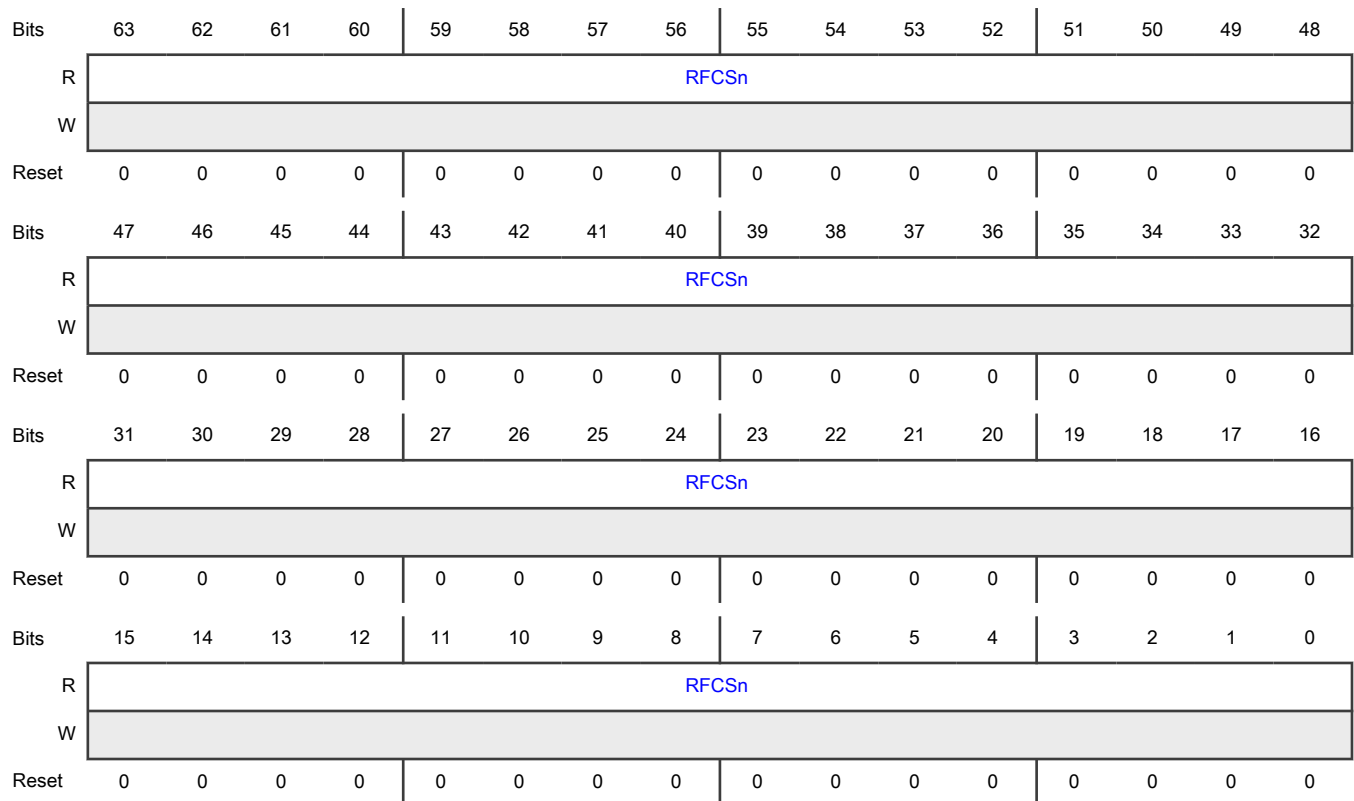 Bits 63 62 61 60 59 58 57 56 55 54 53 52 51 50 49 48
R RFCSn
W
Reset 0 0 0 0 0 0 0 0 0 0 0 0 0 0 0 0
Bits 47 46 45 44 43 42 41 40 39 38 37 36 35 34 33 32
R RFCSn
W
Reset 0 0 0 0 0 0 0 0 0 0 0 0 0 0 0 0
Bits 31 30 29 28 27 26 25 24 23 22 21 20 19 18 17 16
R RFCSn
W
Reset 0 0 0 0 0 0 0 0 0 0 0 0 0 0 0 0
Bits 15 14 13 12 11 10 9 8 7 6 5 4 3 2 1 0
R RFCSn
W
Reset 0 0 0 0 0 0 0 0 0 0 0 0 0 0 0 0